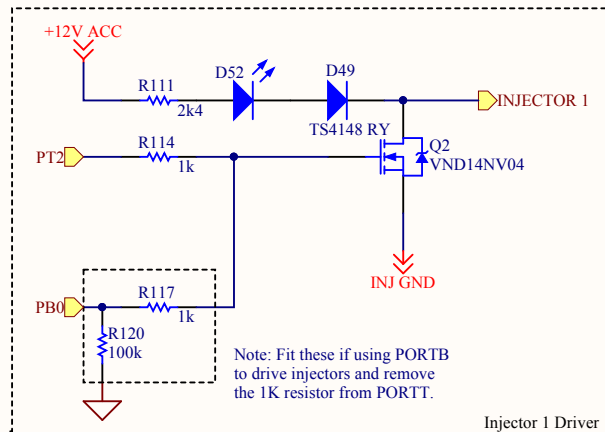 +12V ACC
R111
2k4
D52
D49
TS4148 RY
INJECTOR 1
PT2
R114
1k
Q2
VND14NV04
INJ GND
PB0
R117
1k
R120
100k
Note: Fit these if using PORTB
to drive injectors and remove
the 1K resistor from PORTT.
Injector 1 Driver